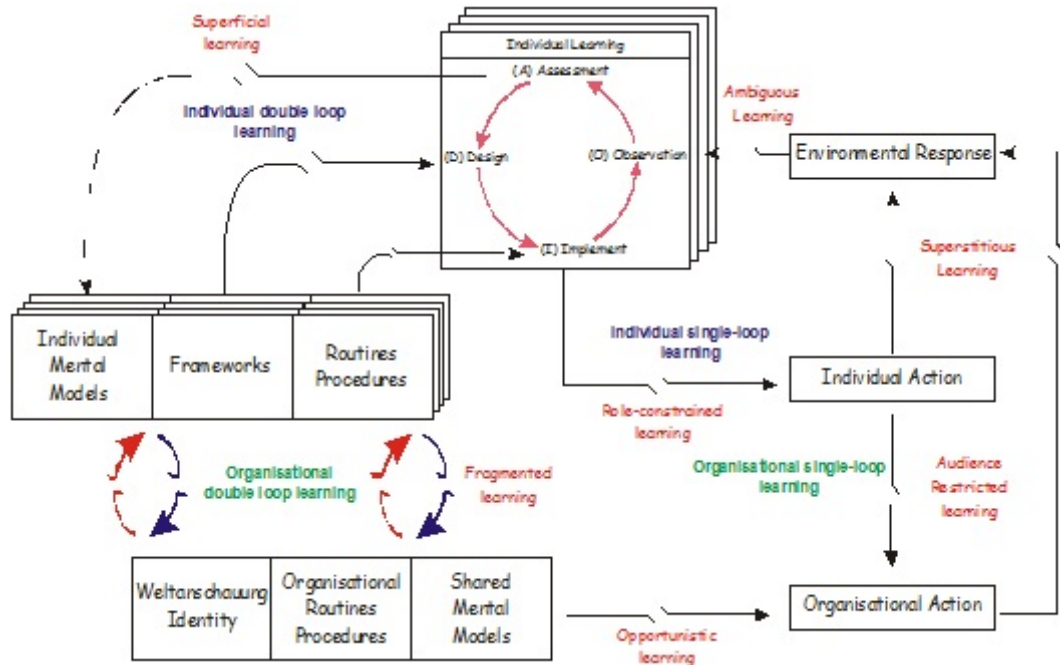 Superficial
learning
Individual Learning
(A) Assessment
Individual double loop
learning
(D) Design
(O) Observation
(I) Implement
Ambiguous
Learning
Environmental Response
Superstitious
Learning
Individual
Mental
Models
Frameworks
Routines
Procedures
Individual single-loop
learning
Role-constrained
learning
Individual Action
Organisational
double loop learning
Fragmented
learning
Organisational single-loop
learning
Audience
Restricted
learning
Weltanschauurg
Identity
Organisational
Routines
Procedures
Shared
Mental
Models
Opportunistic
learning
Organisational Action